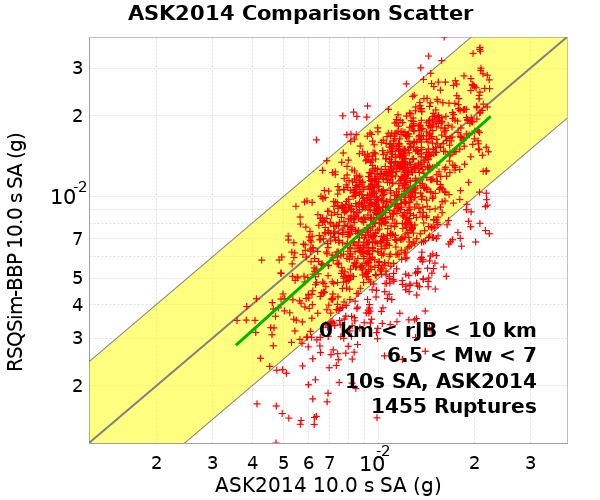 ASK2014 Comparison Scatter
RSQSim-BBP 10.0 s SA (g)
3
2
10-2
7
5
4
3
2
0 km < rJB < 10 km
6.5 < Mw < 7
10s SA, ASK2014
1455 Ruptures
2 3 4 5 6 7 10-2 2 3
ASK2014 10.0 s SA (g)